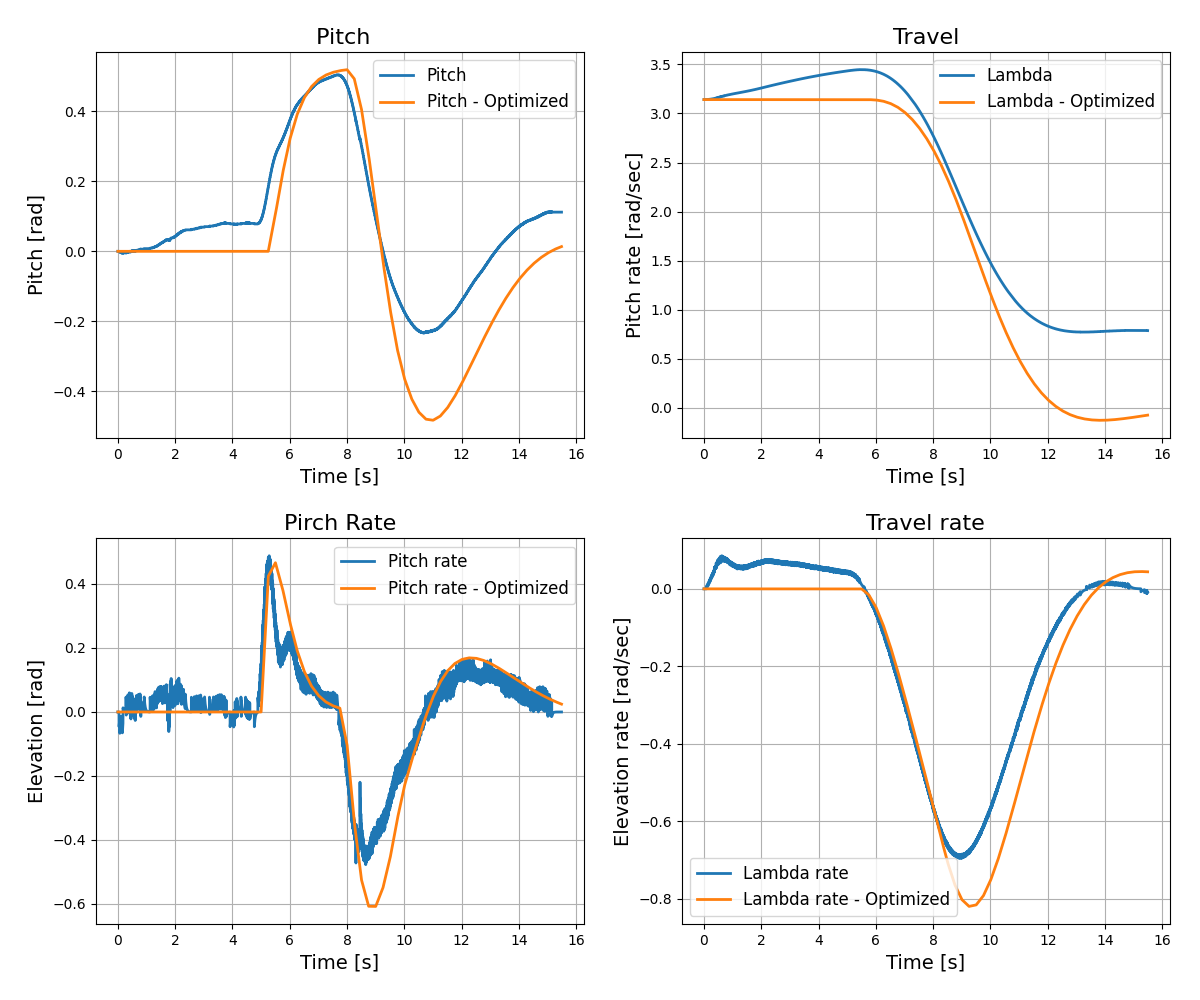 Pitch
Pitch [rad]
0.4
0.2
0.0
−0.2
−0.4
Pitch
Pitch - Optimized
0 2 4 6 8 10 12 14 16
Time [s]
Travel
Pitch rate [rad/sec]
3.5
3.0
2.5
2.0
1.5
1.0
0.5
0.0
Lambda
Lambda - Optimized
0 2 4 6 8 10 12 14 16
Time [s]
Pirch Rate
Elevation [rad]
0.4
0.2
0.0
−0.2
−0.4
−0.6
Pitch rate
Pitch rate - Optimized
0 2 4 6 8 10 12 14 16
Time [s]
Travel rate
Elevation rate [rad/sec]
0.0
−0.2
−0.4
−0.6
−0.8
Lambda rate
Lambda rate - Optimized
0 2 4 6 8 10 12 14 16
Time [s]